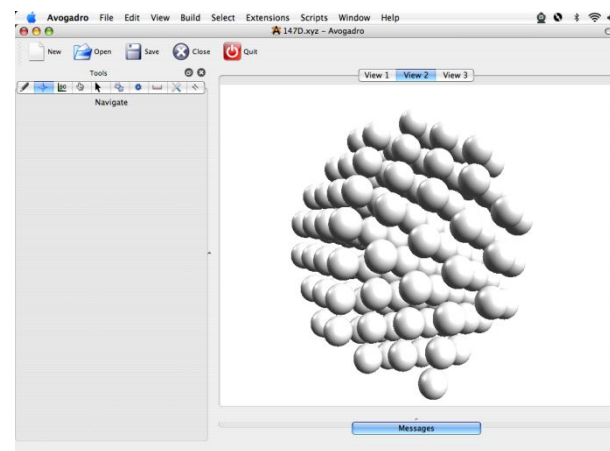 Avogadro File Edit View Build Select Extensions Scripts Window Help
147D.xyz – Avogadro
New Open Save Close Quit
Tools
View 1 View 2 View 3
Navigate
Messages